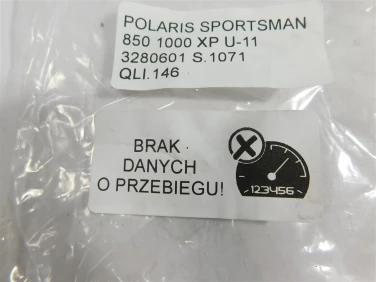 POLARIS SPORTSMAN
850 1000 XP U-11
3280601 S.1071
QLI.146
BRAK
DANYCH
O PRZEBIEGU!
123456